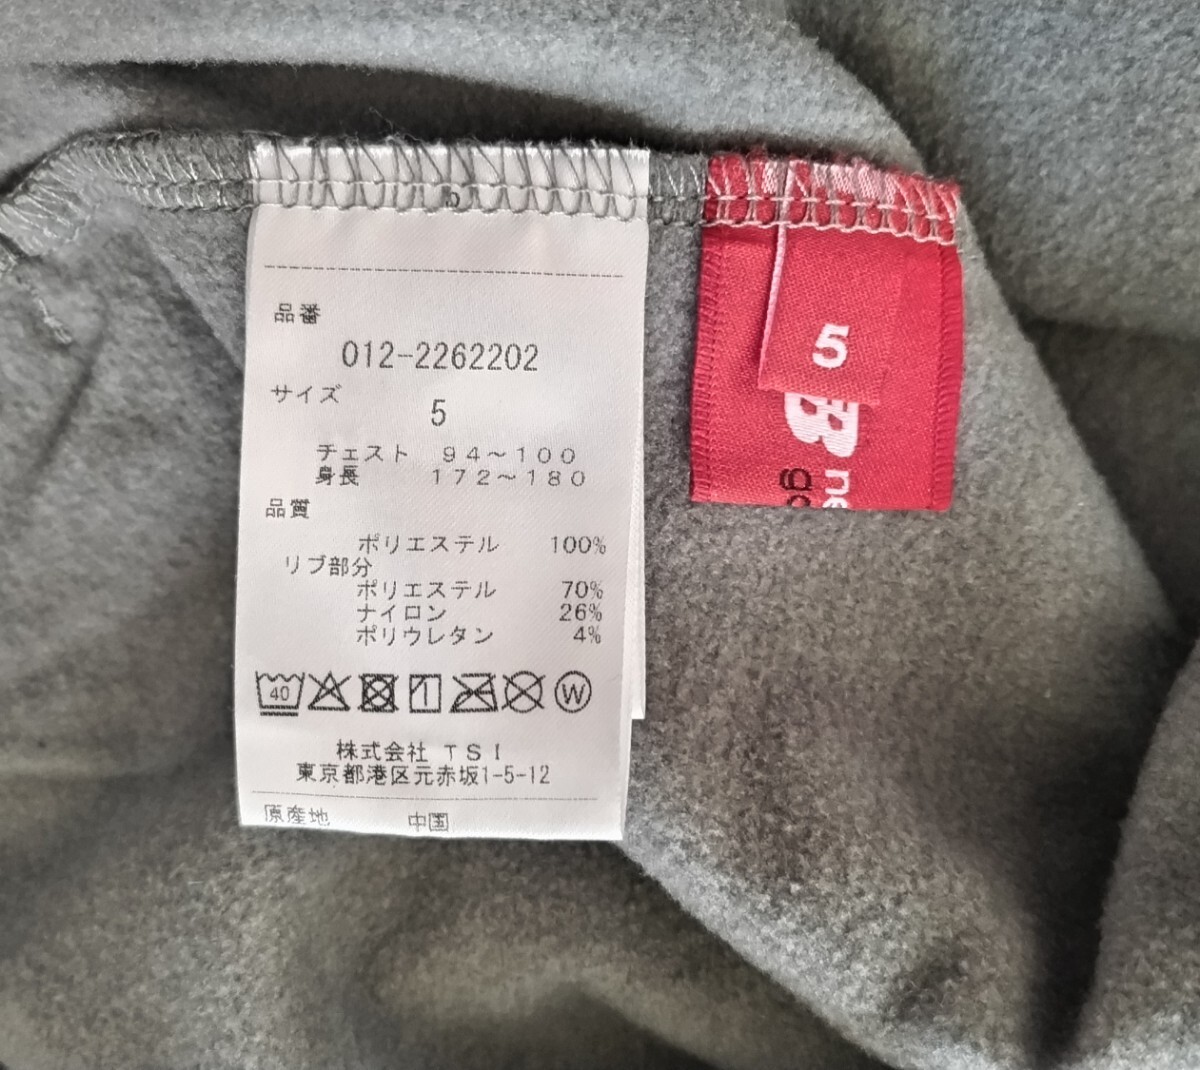 品番
012-2262202
サイズ
5
チェスト 94～100
身長 172～180
品質
ポリエステル 100%
リブ部分
ポリエステル 70%
ナイロン 26%
ポリウレタン 4%
40
W
株式会社 TSI
東京都港区元赤坂1-5-12
原産地 中国
5